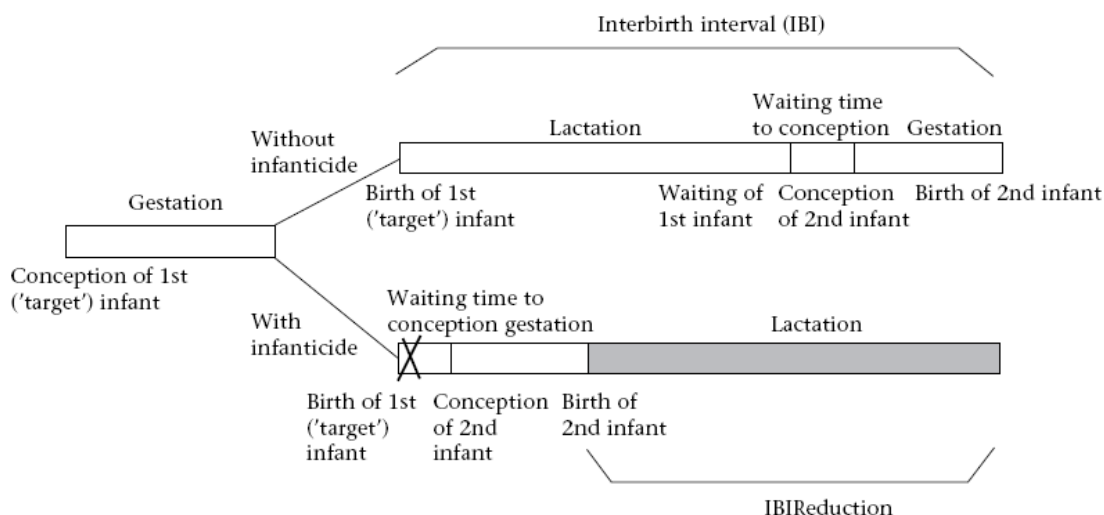 Interbirth interval (IBI)
Waiting time
to conception
Lactation
Gestation
Without
infanticide
Birth of 1st
('target') infant
Waiting of
1st infant
Conception
of 2nd infant
Birth of 2nd infant
Gestation
Conception of 1st
('target') infant
With
infanticide
Waiting time to
conception gestation
Lactation
Birth of 1st
('target')
infant
Conception
of 2nd
infant
Birth of
2nd infant
IBIReduction